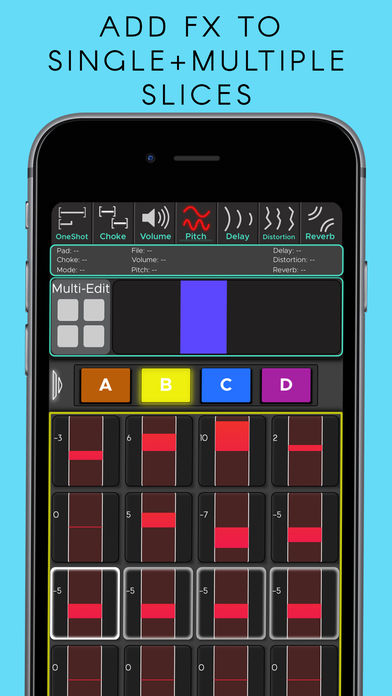 ADD FX TO
SINGLE+MULTIPLE
SLICES
OneShot Choke Volume Pitch Delay Distortion Reverb
Pad: -- File: -- Delay: --
Choke: -- Volume: -- Distortion: --
Mode: -- Pitch: -- Reverb: --
Multi-Edit
A B C D
-3 6 10 2
0 5 -7 -5
-5 -5 -5 -5
0 0 0 0